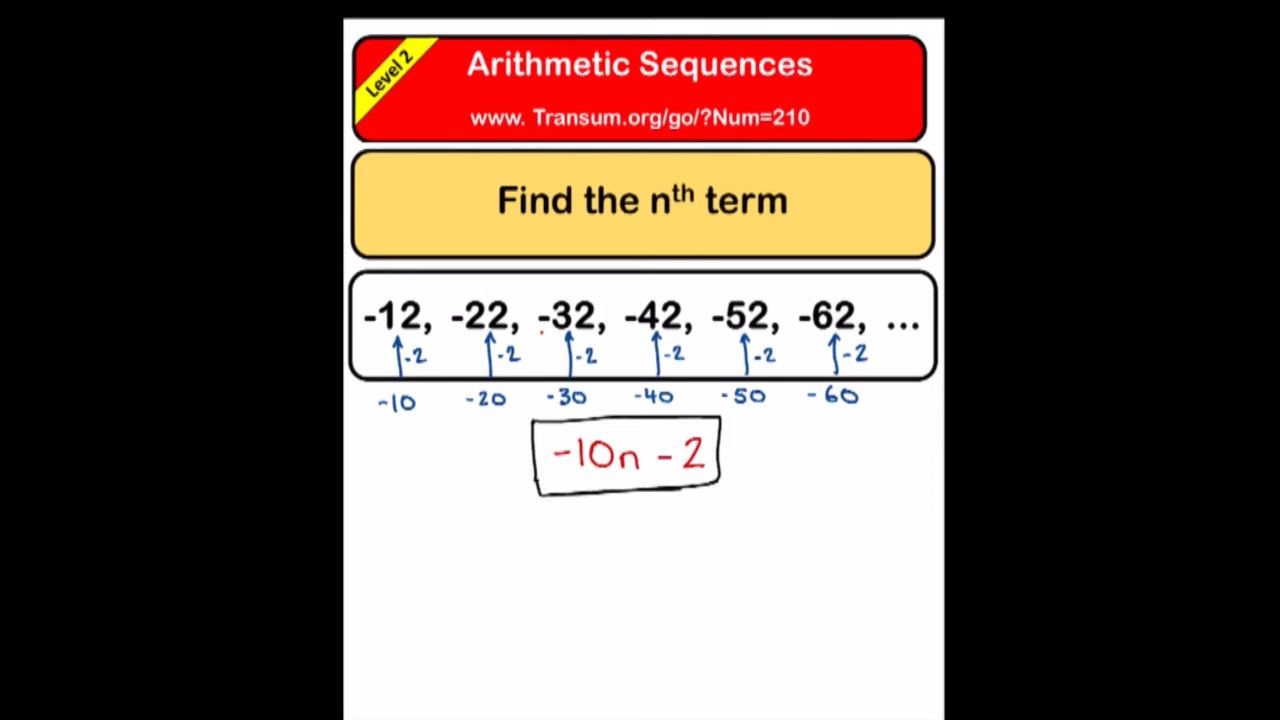 Level 2
Arithmetic Sequences
www. Transum.org/go/?Num=210
Find the nth term
-12, -22, -32, -42, -52, -62, ...
-2 -2 -2 -2 -2 -2
-10 -20 -30 -40 -50 -60
-10n - 2